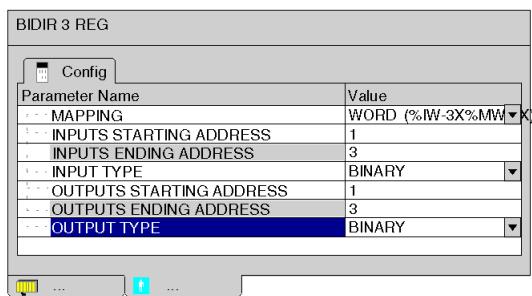 BIDIR 3 REG
Config
Parameter Name Value
MAPPING WORD (%IW-3X%MW
INPUTS STARTING ADDRESS 1
INPUTS ENDING ADDRESS 3
INPUT TYPE BINARY
OUTPUTS STARTING ADDRESS 1
OUTPUTS ENDING ADDRESS 3
OUTPUT TYPE BINARY
... ...